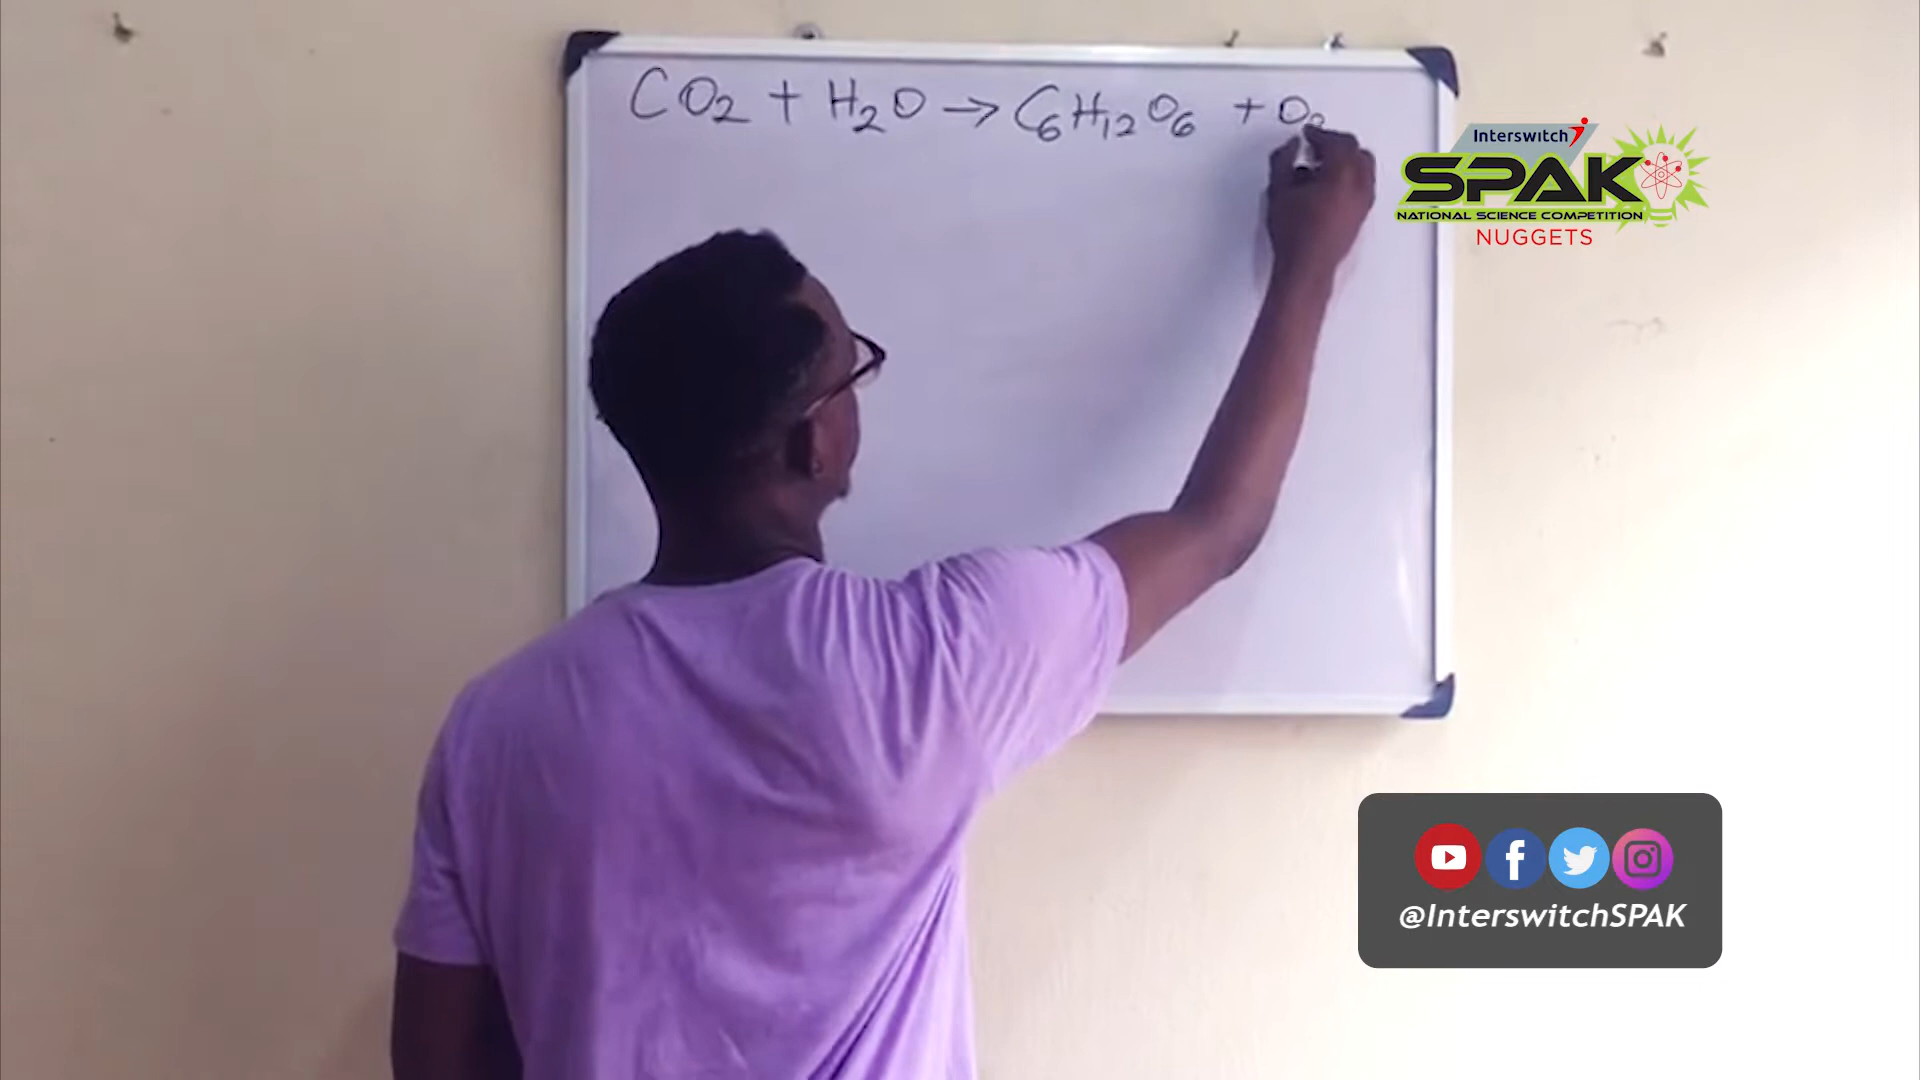 CO2 + H2O → C6H12O6 + O2
Interswitch
SPAK
NATIONAL SCIENCE COMPETITION
NUGGETS
@InterswitchSPAK